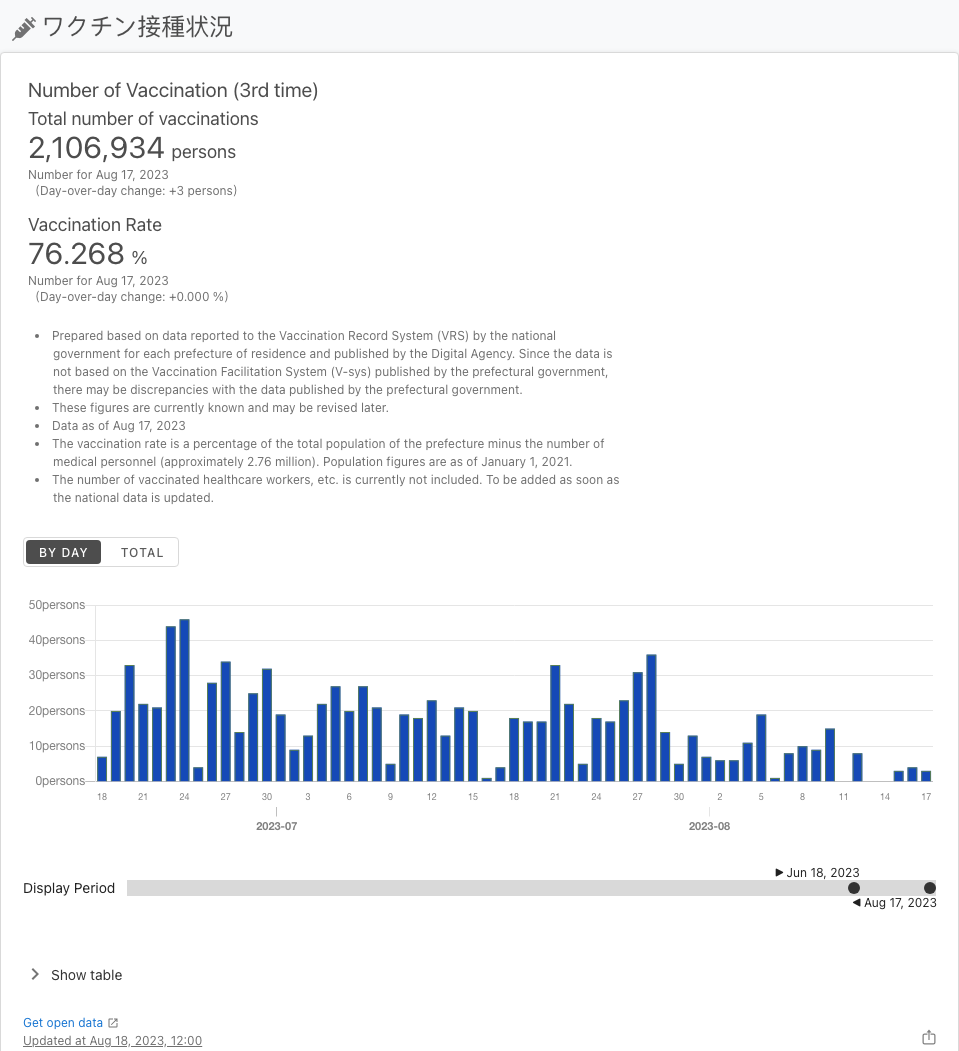 ワクチン接種状況
Number of Vaccination (3rd time)
Total number of vaccinations
2,106,934 persons
Number for Aug 17, 2023
(Day-over-day change: +3 persons)
Vaccination Rate
76.268 %
Number for Aug 17, 2023
(Day-over-day change: +0.000 %)
• Prepared based on data reported to the Vaccination Record System (VRS) by the national
government for each prefecture of residence and published by the Digital Agency. Since the data is
not based on the Vaccination Facilitation System (V-sys) published by the prefectural government,
there may be discrepancies with the data published by the prefectural government.
• These figures are currently known and may be revised later.
• Data as of Aug 17, 2023
• The vaccination rate is a percentage of the total population of the prefecture minus the number of
medical personnel (approximately 2.76 million). Population figures are as of January 1, 2021.
• The number of vaccinated healthcare workers, etc. is currently not included. To be added as soon as
the national data is updated.
BY DAY TOTAL
50persons
40persons
30persons
20persons
10persons
0persons
18 21 24 27 30 3 6 9 12 15 18 21 24 27 30 2 5 8 11 14 17
2023-07 2023-08
Jun 18, 2023
Display Period
Aug 17, 2023
Show table
Get open data
Updated at Aug 18, 2023, 12:00